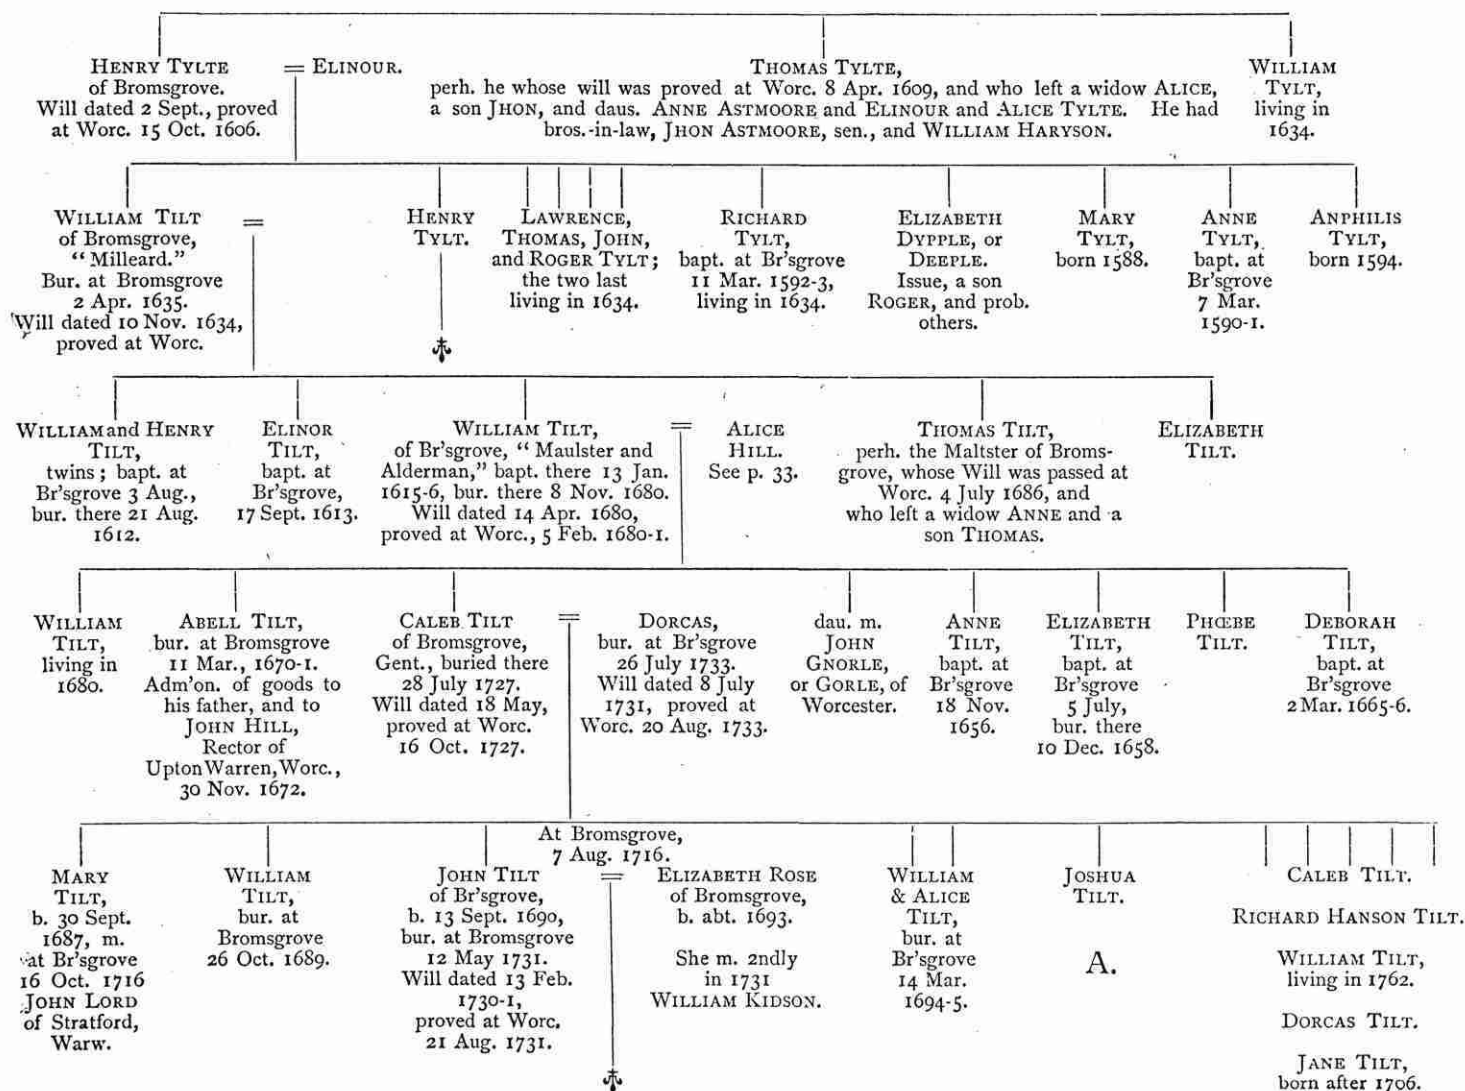 HENRY TYLTE
of Bromsgrove.
Will dated 2 Sept., proved
at Worc. 15 Oct. 1606.
= ELINOUR.
THOMAS TYLTE,
perh. he whose will was proved at Worc. 8 Apr. 1609, and who left a widow ALICE,
a son JHON, and daus. ANNE ASTMOORE and ELINOUR and ALICE TYLTE. He had
bros.-in-law, JHON ASTMOORE, sen., and WILLIAM HARYSON.
WILLIAM
TYLT,
living in
1634.
WILLIAM TILT
of Bromsgrove,
"Milleard."
Bur. at Bromsgrove
2 Apr. 1635.
Will dated 10 Nov. 1634,
proved at Worc.
=
HENRY
TYLT.
LAWRENCE,
THOMAS, JOHN,
and ROGER TYLT;
the two last
living in 1634.
RICHARD
TYLT,
bapt. at Br'sgrove
11 Mar. 1592-3,
living in 1634.
ELIZABETH
DYPPLE, or
DEEPLE.
Issue, a son
ROGER, and prob.
others.
MARY
TYLT,
born 1588.
ANNE
TYLT,
bapt. at
Br'sgrove
7 Mar.
1590-1.
ANPHILIS
TYLT,
born 1594.
WILLIAM and HENRY
TILT,
twins; bapt. at
Br'sgrove 3 Aug.,
bur. there 21 Aug.
1612.
ELINOR
TILT,
bapt. at
Br'sgrove,
17 Sept. 1613.
WILLIAM TILT,
of Br'sgrove, "Maulster and
Alderman," bapt. there 13 Jan.
1615-6, bur. there 8 Nov. 1680.
Will dated 14 Apr. 1680,
proved at Worc., 5 Feb. 1680-1.
=
ALICE
HILL.
See p. 33.
THOMAS TILT,
perh. the Maltster of Broms-
grove, whose Will was passed at
Worc. 4 July 1686, and
who left a widow ANNE and a
son THOMAS.
ELIZABETH
TILT.
WILLIAM
TILT,
living in
1680.
ABELL TILT,
bur. at Bromsgrove
11 Mar., 1670-1.
Adm'on. of goods to
his father, and to
JOHN HILL,
Rector of
Upton Warren, Worc.,
30 Nov. 1672.
CALEB TILT
of Bromsgrove,
Gent., buried there
28 July 1727.
Will dated 18 May,
proved at Worc.
16 Oct. 1727.
=
DORCAS,
bur. at Br'sgrove
26 July 1733.
Will dated 8 July
1731, proved at
Worc. 20 Aug. 1733.
dau. m.
JOHN
GNORLE,
or GORLE, of
Worcester.
ANNE
TILT,
bapt. at
Br'sgrove
18 Nov.
1656.
ELIZABETH
TILT,
bapt. at
Br'sgrove
5 July,
bur. there
10 Dec. 1658.
PHŒBE
TILT.
DEBORAH
TILT,
bapt. at
Br'sgrove
2 Mar. 1665-6.
MARY
TILT,
b. 30 Sept.
1687, m.
at Br'sgrove
16 Oct. 1716
JOHN LORD
of Stratford,
Warw.
WILLIAM
TILT,
bur. at
Bromsgrove
26 Oct. 1689.
JOHN TILT
of Br'sgrove,
b. 13 Sept. 1690,
bur. at Bromsgrove
12 May 1731.
Will dated 13 Feb.
1730-1,
proved at Worc.
21 Aug. 1731.
At Bromsgrove,
7 Aug. 1716.
=
ELIZABETH ROSE
of Bromsgrove,
b. abt. 1693.
She m. 2ndly
in 1731
WILLIAM KIDSON.
WILLIAM
& ALICE
TILT,
bur. at
Br'sgrove
14 Mar.
1694-5.
JOSHUA
TILT.
A.
CALEB TILT.
RICHARD HANSON TILT.
WILLIAM TILT,
living in 1762.
DORCAS TILT.
JANE TILT,
born after 1706.